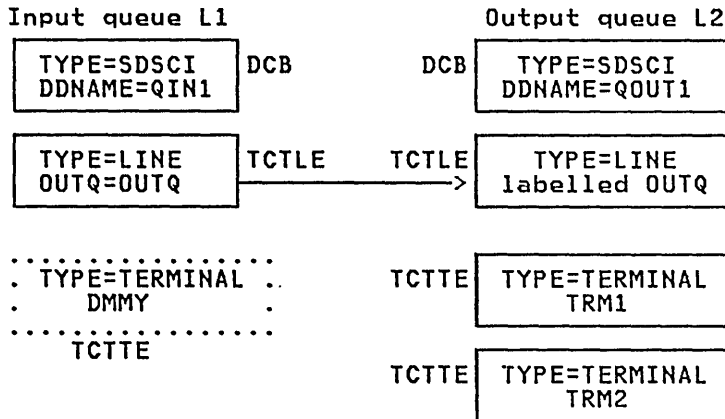 Input queue L1
Output queue L2
TYPE=SDSCI
DDNAME=QIN1
DCB
DCB
TYPE=SDSCI
DDNAME=QOUT1
TYPE=LINE
OUTQ=OUTQ
TCTLE
TCTLE
TYPE=LINE
labelled OUTQ
TYPE=TERMINAL
DMMY
TCTTE
TCTTE
TYPE=TERMINAL
TRM1
TCTTE
TYPE=TERMINAL
TRM2